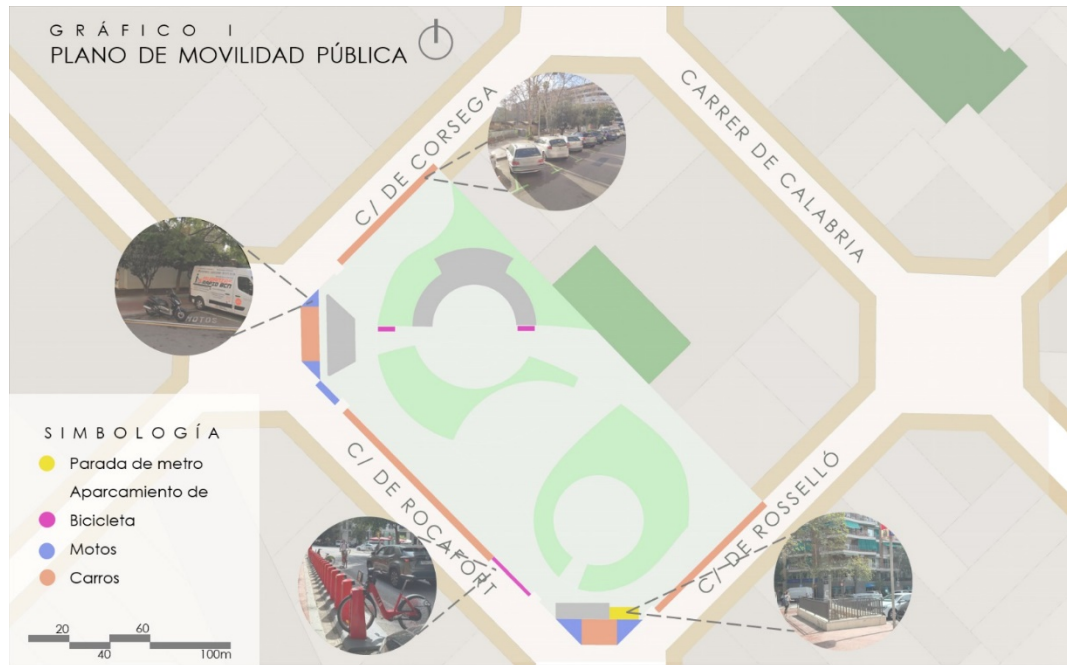 GRÁFICO I
PLANO DE MOVILIDAD PÚBLICA
C/ DE CORSEGA
CARRER DE CALABRIA
MOTOS
C/ DE ROCAFORT
C/ DE ROSSELLÓ
SIMBOLOGÍA
Parada de metro
Aparcamiento de
Bicicleta
Motos
Carros
20
60
40
100m